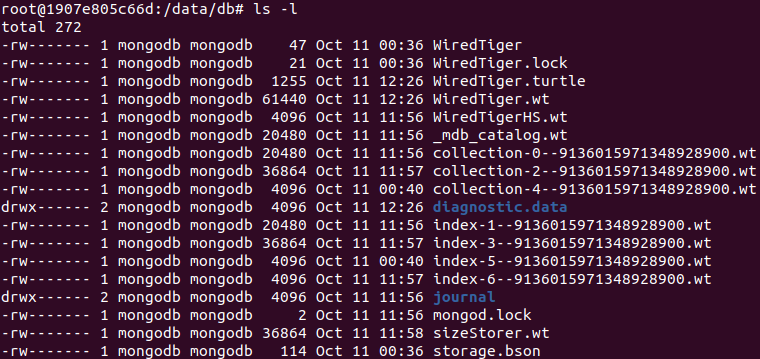 root@1907e805c66d:/data/db# ls -l
total 272
-rw------- 1 mongodb mongodb    47 Oct 11 00:36 WiredTiger
-rw------- 1 mongodb mongodb    21 Oct 11 00:36 WiredTiger.lock
-rw------- 1 mongodb mongodb  1255 Oct 11 12:26 WiredTiger.turtle
-rw------- 1 mongodb mongodb 61440 Oct 11 12:26 WiredTiger.wt
-rw------- 1 mongodb mongodb  4096 Oct 11 11:56 WiredTigerHS.wt
-rw------- 1 mongodb mongodb 20480 Oct 11 11:56 _mdb_catalog.wt
-rw------- 1 mongodb mongodb 20480 Oct 11 11:56 collection-0--9136015971348928900.wt
-rw------- 1 mongodb mongodb 36864 Oct 11 11:57 collection-2--9136015971348928900.wt
-rw------- 1 mongodb mongodb  4096 Oct 11 00:40 collection-4--9136015971348928900.wt
drwx------ 2 mongodb mongodb  4096 Oct 11 12:26 diagnostic.data
-rw------- 1 mongodb mongodb 20480 Oct 11 11:56 index-1--9136015971348928900.wt
-rw------- 1 mongodb mongodb 36864 Oct 11 11:57 index-3--9136015971348928900.wt
-rw------- 1 mongodb mongodb  4096 Oct 11 00:40 index-5--9136015971348928900.wt
-rw------- 1 mongodb mongodb  4096 Oct 11 11:57 index-6--9136015971348928900.wt
drwx------ 2 mongodb mongodb  4096 Oct 11 11:56 journal
-rw------- 1 mongodb mongodb     2 Oct 11 11:56 mongod.lock
-rw------- 1 mongodb mongodb 36864 Oct 11 11:58 sizeStorer.wt
-rw------- 1 mongodb mongodb   114 Oct 11 00:36 storage.bson